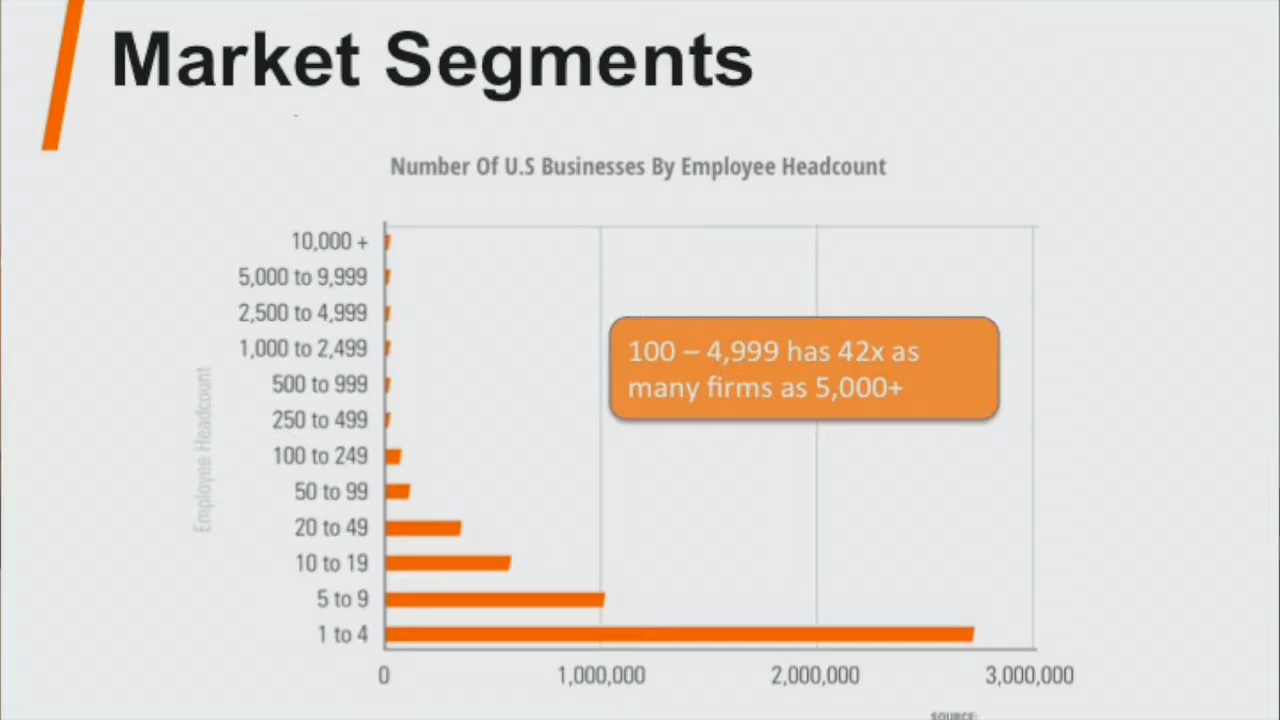 Market Segments
Number Of U.S Businesses By Employee Headcount
10,000 +
5,000 to 9,999
2,500 to 4,999
1,000 to 2,499
500 to 999
250 to 499
100 to 249
50 to 99
20 to 49
10 to 19
5 to 9
1 to 4
Employee Headcount
100 – 4,999 has 42x as
many firms as 5,000+
0
1,000,000
2,000,000
3,000,000
SOURCE: